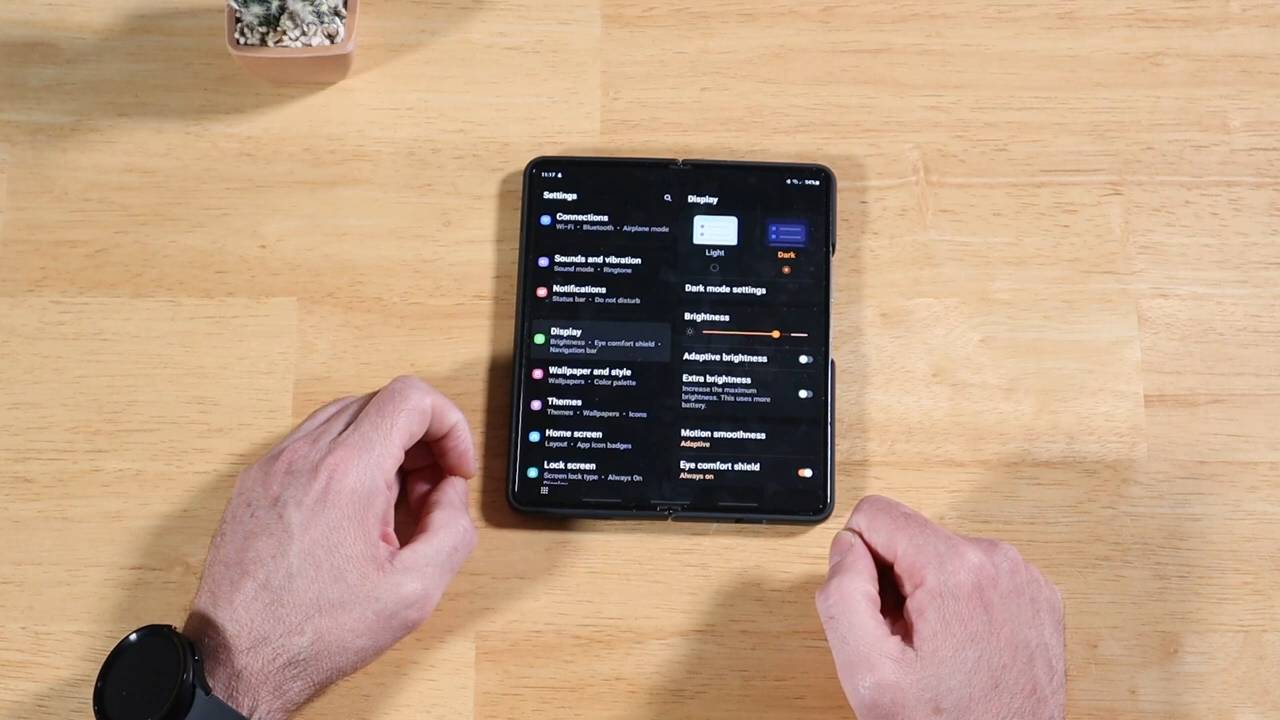 11:17
94%
Settings
Connections
Wi-Fi • Bluetooth • Airplane mode
Sounds and vibration
Sound mode • Ringtone
Notifications
Status bar • Do not disturb
Display
Brightness • Eye comfort shield •
Navigation bar
Wallpaper and style
Wallpapers • Color palette
Themes
Themes • Wallpapers • Icons
Home screen
Layout • App icon badges
Lock screen
Screen lock type • Always On
Display
Display
Light
Dark
Dark mode settings
Brightness
Adaptive brightness
Extra brightness
Increase the maximum
brightness. This uses more
battery.
Motion smoothness
Adaptive
Eye comfort shield
Always on